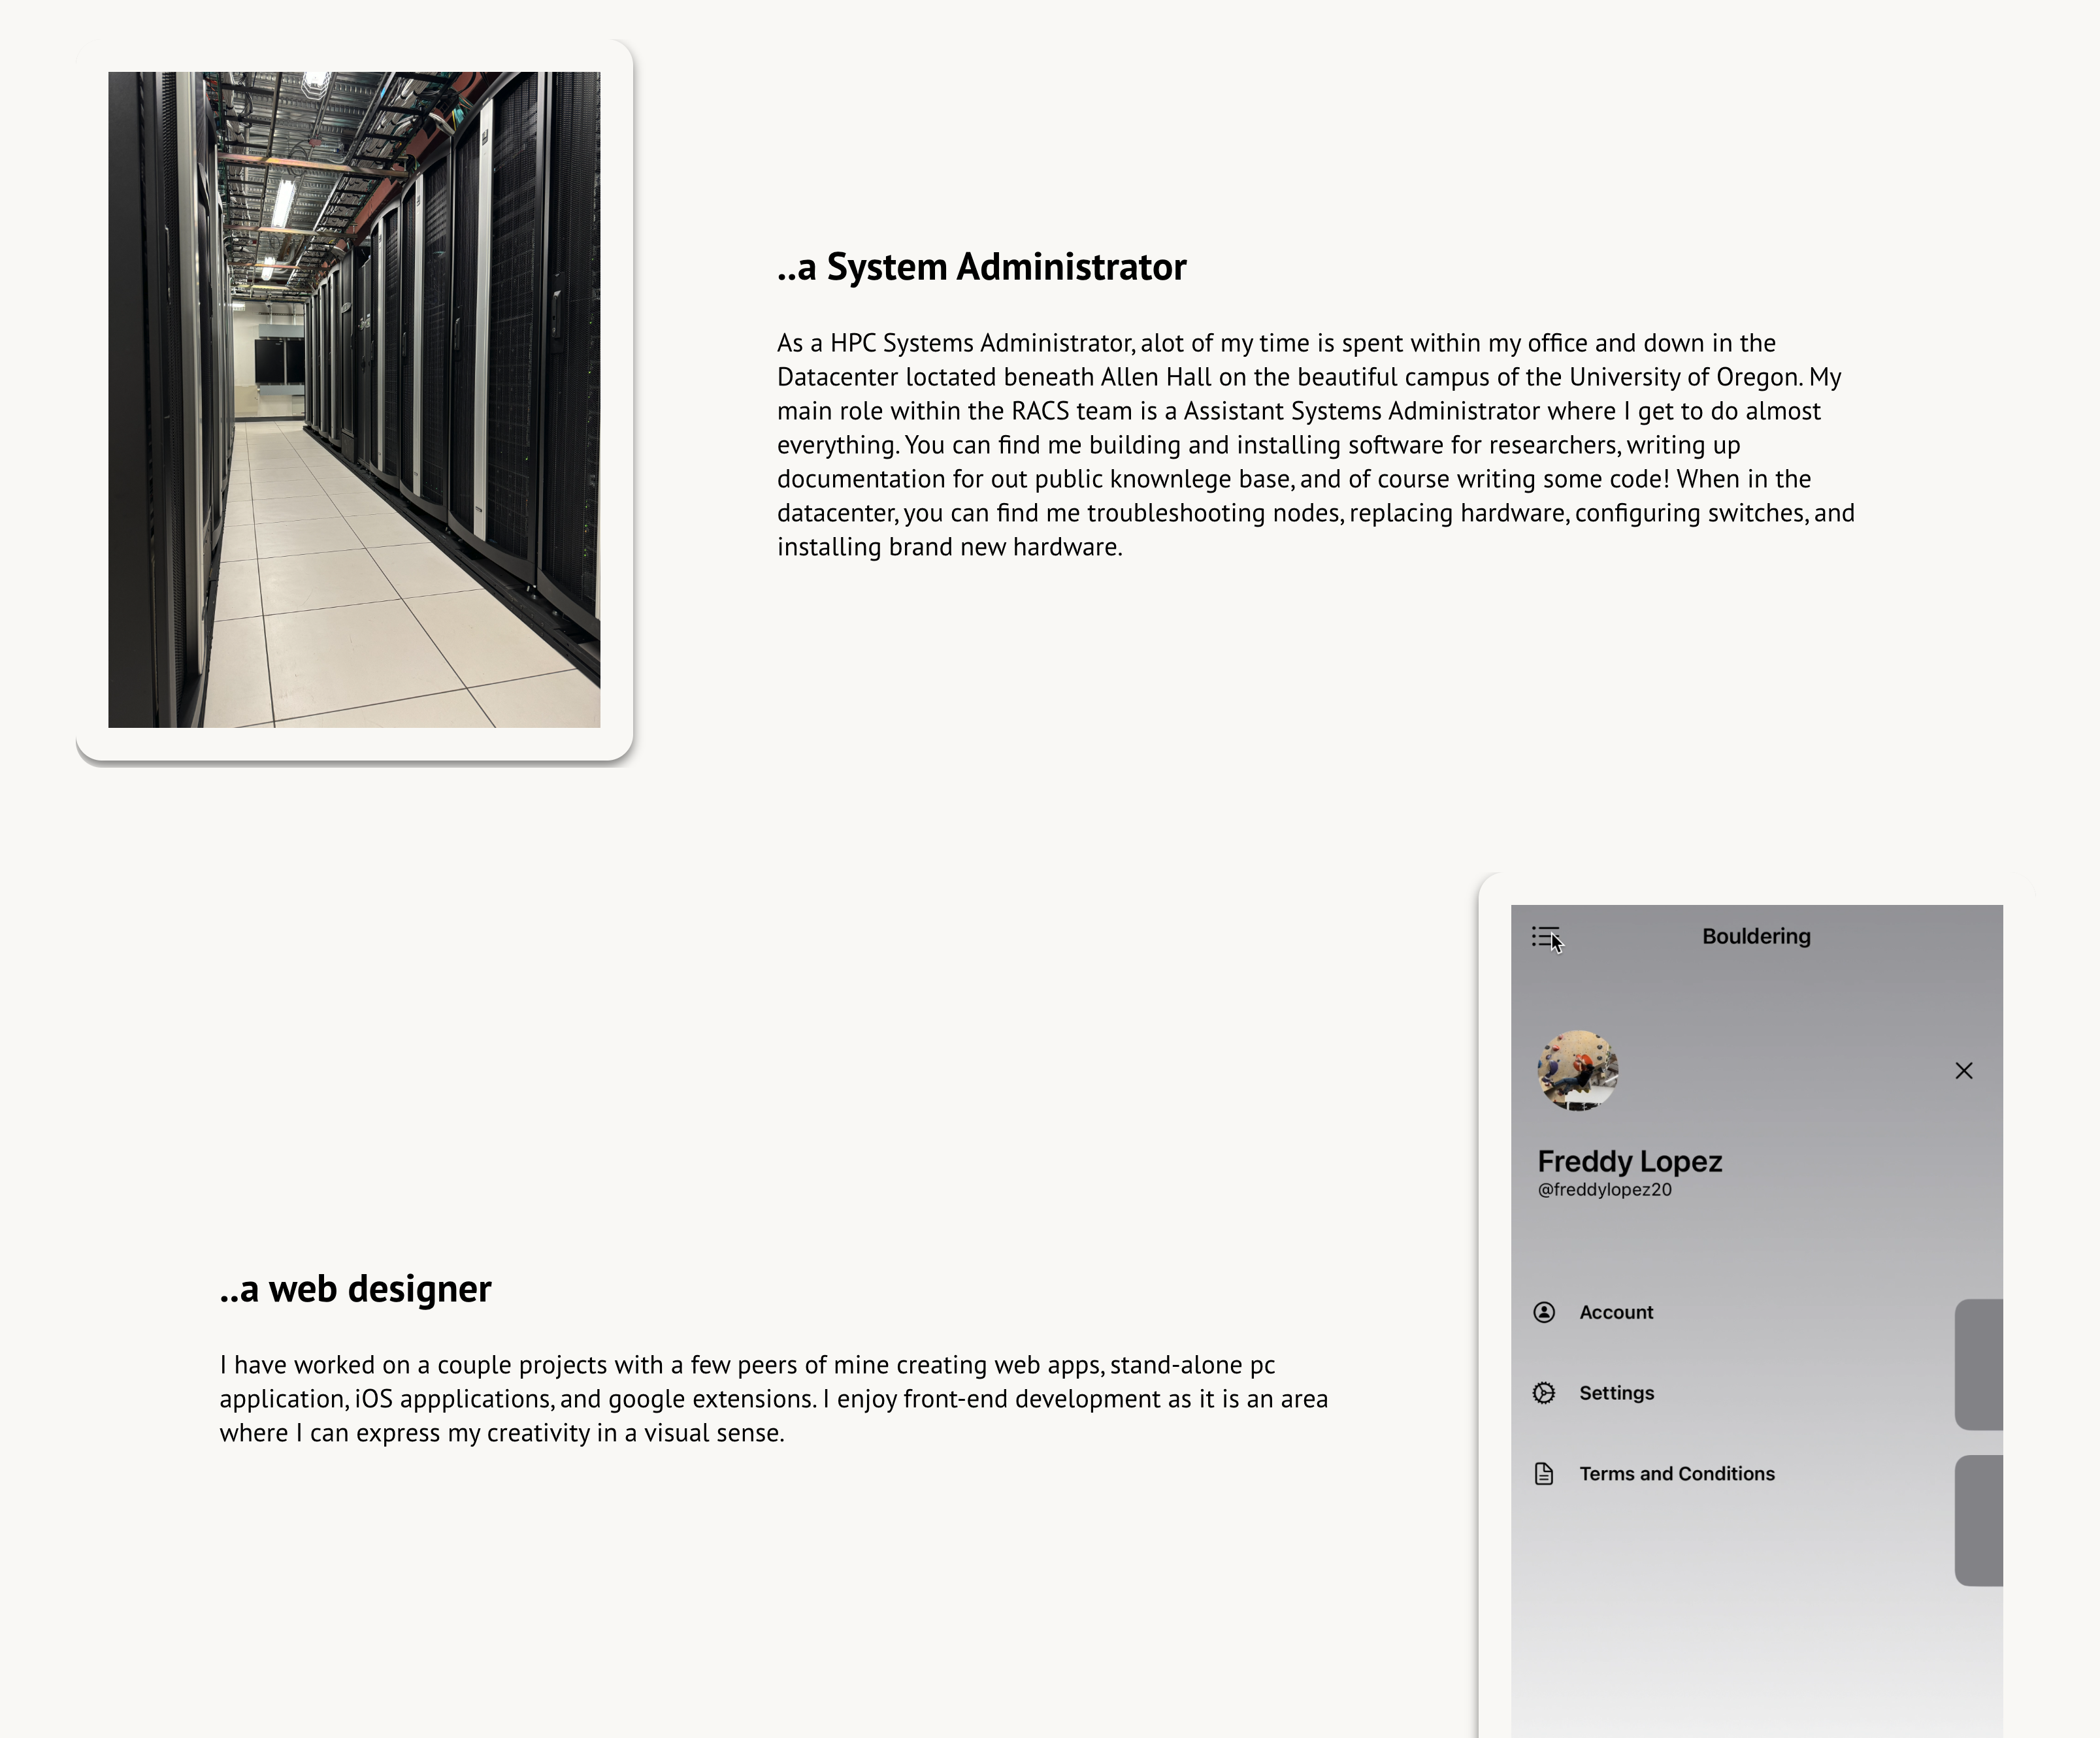 ..a System Administrator
As a HPC Systems Administrator, alot of my time is spent within my office and down in the
Datacenter loctated beneath Allen Hall on the beautiful campus of the University of Oregon. My
main role within the RACS team is a Assistant Systems Administrator where I get to do almost
everything. You can find me building and installing software for researchers, writing up
documentation for out public knownlege base, and of course writing some code! When in the
datacenter, you can find me troubleshooting nodes, replacing hardware, configuring switches, and
installing brand new hardware.
..a web designer
I have worked on a couple projects with a few peers of mine creating web apps, stand-alone pc
application, iOS appplications, and google extensions. I enjoy front-end development as it is an area
where I can express my creativity in a visual sense.
Bouldering
Freddy Lopez
@freddylopez20
Account
Settings
Terms and Conditions